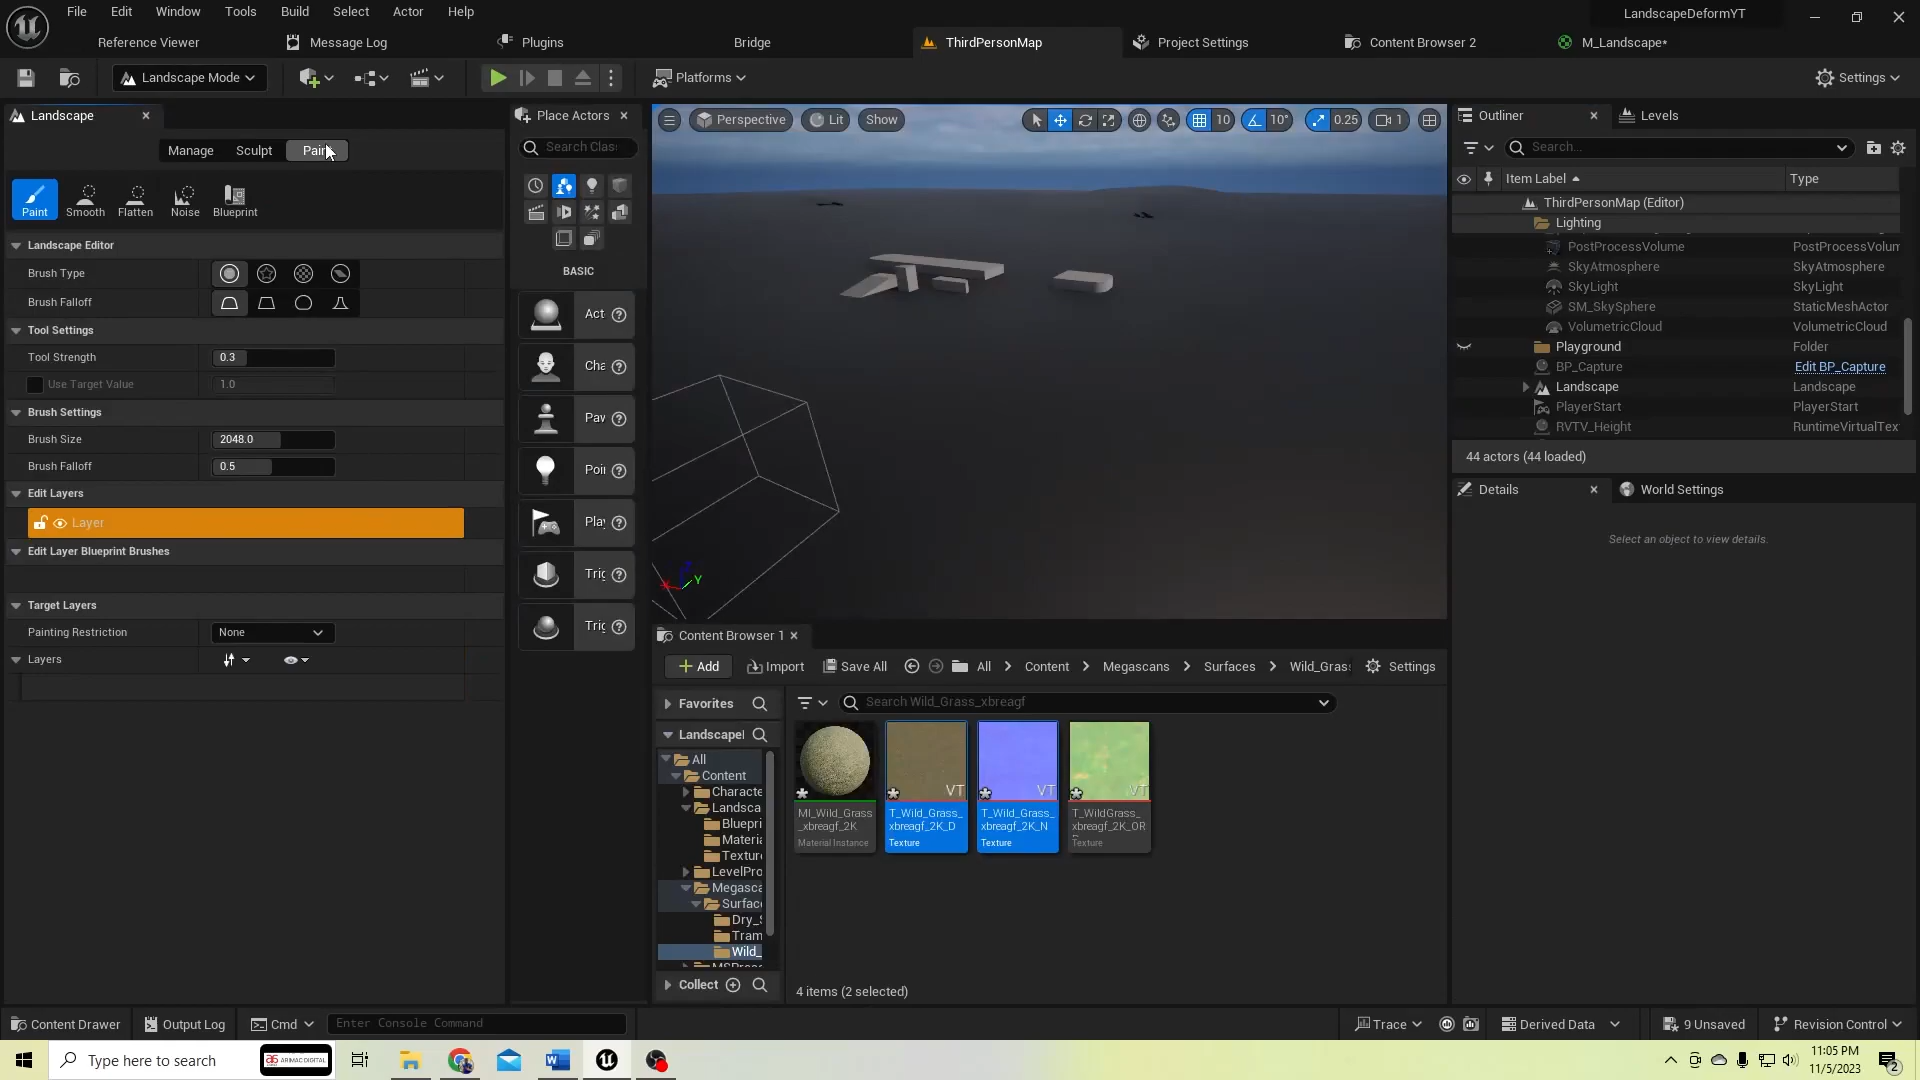 File Edit Window Tools Build Select Actor Help
LandscapeDeformYT
Reference Viewer Message Log Plugins Bridge ThirdPersonMap Project Settings Content Browser 2 M_Landscape*
Landscape Mode Platforms Settings
Landscape
Manage Sculpt
Paint Smooth Flatten Noise Blueprint
Landscape Editor
Brush Type
Brush Falloff
Tool Settings
Tool Strength 0.3
Use Target Value 1.0
Brush Settings
Brush Size 2048.0
Brush Falloff 0.5
Edit Layers
Layer
Edit Layer Blueprint Brushes
Target Layers
Painting Restriction None
Layers
Place Actors
Search Clas
BASIC
Act
Cha
Paw
Poi
Pla
Trig
Trig
Perspective Lit Show 10 10° 0.25 1
Y
Outliner Levels
Search...
Item Label Type
ThirdPersonMap (Editor)
Lighting
PostProcessVolume PostProcessVolum
SkyAtmosphere SkyAtmosphere
SkyLight SkyLight
SM_SkySphere StaticMeshActor
VolumetricCloud VolumetricCloud
Playground Folder
BP_Capture Edit BP_Capture
Landscape Landscape
PlayerStart PlayerStart
RVTV_Height RuntimeVirtualTex
44 actors (44 loaded)
Details World Settings
Select an object to view details.
Content Browser 1
Add Import Save All All Content Megascans Surfaces Wild_Gras Settings
Favorites Search Wild_Grass_xbreagf
Landscapel
All
Content
Characte
Landsca
Bluepri
Materia
Texture
LevelPro
Megasca
Surfac
Dry_S
Tram
Wild_
Collect
VT VT VT
MI_Wild_Grass
_xbreagf_2K
Material Instance
T_Wild_Grass_
xbreagf_2K_D
Texture
T_Wild_Grass_
xbreagf_2K_N
Texture
T_WildGrass_
xbreagf_2K_OR
Texture
4 items (2 selected)
Content Drawer Output Log Cmd Enter Console Command Trace Derived Data 9 Unsaved Revision Control
Type here to search ARIMAC DIGITAL
11:05 PM
11/5/2023
2